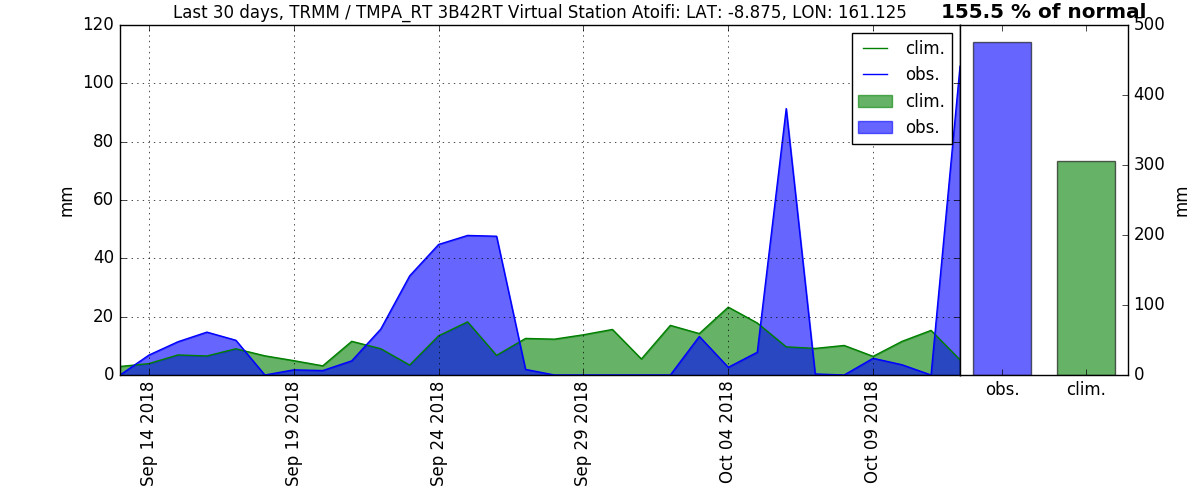 Last 30 days, TRMM / TMPA_RT 3B42RT Virtual Station Atoifi: LAT: -8.875, LON: 161.125
155.5 % of normal
120
100
80
60
40
20
0
mm
clim.
obs.
clim.
obs.
Sep 14 2018
Sep 19 2018
Sep 24 2018
Sep 29 2018
Oct 04 2018
Oct 09 2018
500
400
300
200
100
0
mm
obs.
clim.